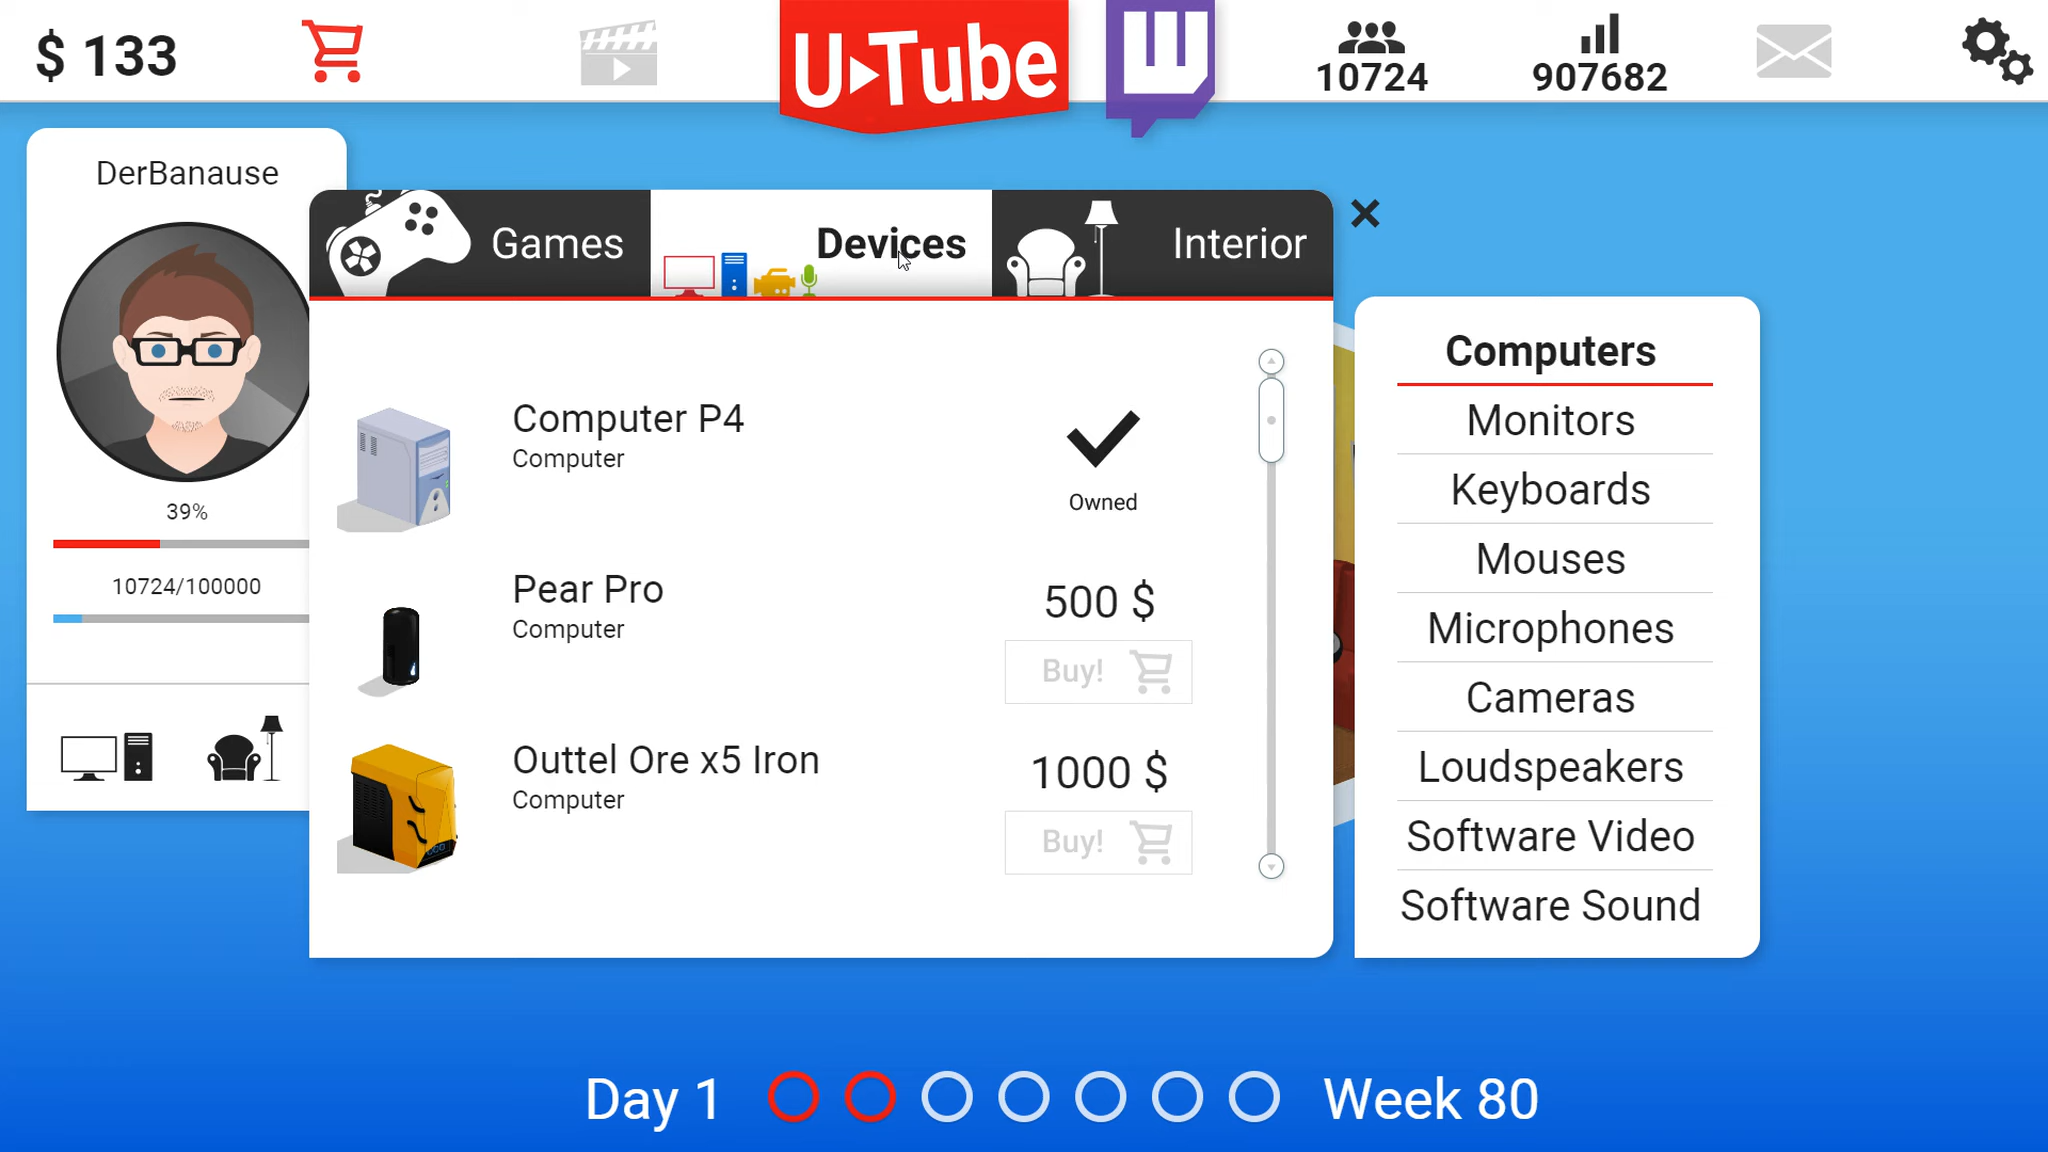 $ 133
U Tube
10724
907682
DerBanause
39%
10724/100000
Games
Devices
Interior
Computer P4
Computer
Owned
Pear Pro
Computer
500 $
Buy!
Outtel Ore x5 Iron
Computer
1000 $
Buy!
Computers
Monitors
Keyboards
Mouses
Microphones
Cameras
Loudspeakers
Software Video
Software Sound
Day 1
Week 80